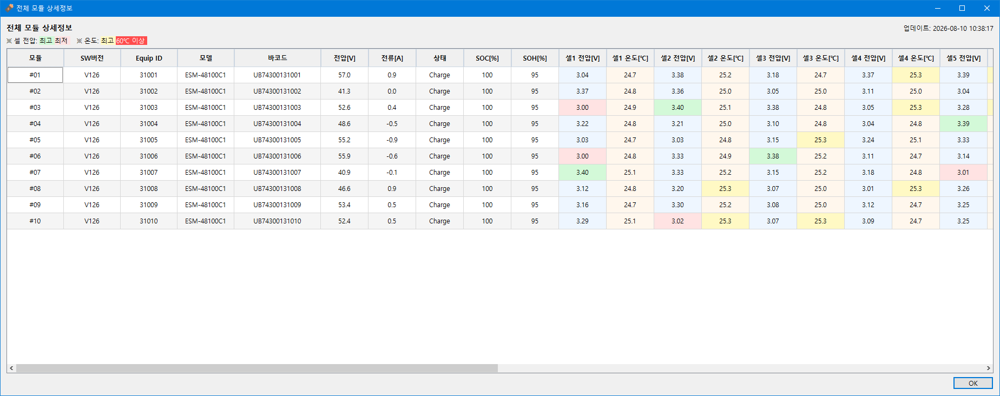 전체 모듈 상세정보
전체 모듈 상세정보
업데이트: 2026-08-10 10:38:17
※ 셀 전압: 최고 최저 ※ 온도: 최고 60℃ 이상
모듈 SW버전 Equip ID 모델 바코드 전압[V] 전류[A] 상태 SOC[%] SOH[%] 셀1 전압[V] 셀1 온도[℃] 셀2 전압[V] 셀2 온도[℃] 셀3 전압[V] 셀3 온도[℃] 셀4 전압[V] 셀4 온도[℃] 셀5 전압[V]
#01 V126 31001 ESM-48100C1 UB74300131001 57.0 0.9 Charge 100 95 3.04 24.7 3.38 25.2 3.18 24.7 3.37 25.3 3.39
#02 V126 31002 ESM-48100C1 UB74300131002 41.3 0.0 Charge 100 95 3.37 24.8 3.36 25.0 3.05 25.0 3.11 25.0 3.04
#03 V126 31003 ESM-48100C1 UB74300131003 52.6 0.4 Charge 100 95 3.00 24.9 3.40 25.1 3.38 24.8 3.05 25.3 3.28
#04 V126 31004 ESM-48100C1 UB74300131004 48.6 -0.5 Charge 100 95 3.22 24.8 3.21 25.0 3.10 24.8 3.04 24.8 3.39
#05 V126 31005 ESM-48100C1 UB74300131005 55.2 -0.9 Charge 100 95 3.03 24.7 3.03 24.8 3.15 25.3 3.24 25.1 3.33
#06 V126 31006 ESM-48100C1 UB74300131006 55.9 -0.6 Charge 100 95 3.00 24.8 3.33 24.9 3.38 25.2 3.11 24.7 3.14
#07 V126 31007 ESM-48100C1 UB74300131007 40.9 -0.1 Charge 100 95 3.40 25.1 3.33 25.2 3.15 25.2 3.18 24.8 3.01
#08 V126 31008 ESM-48100C1 UB74300131008 46.6 0.9 Charge 100 95 3.12 24.8 3.20 25.3 3.07 25.0 3.01 25.3 3.26
#09 V126 31009 ESM-48100C1 UB74300131009 53.4 0.5 Charge 100 95 3.16 24.7 3.30 25.2 3.08 25.0 3.12 24.7 3.25
#10 V126 31010 ESM-48100C1 UB74300131010 52.4 0.5 Charge 100 95 3.29 25.1 3.02 25.3 3.07 25.3 3.09 24.7 3.25
OK